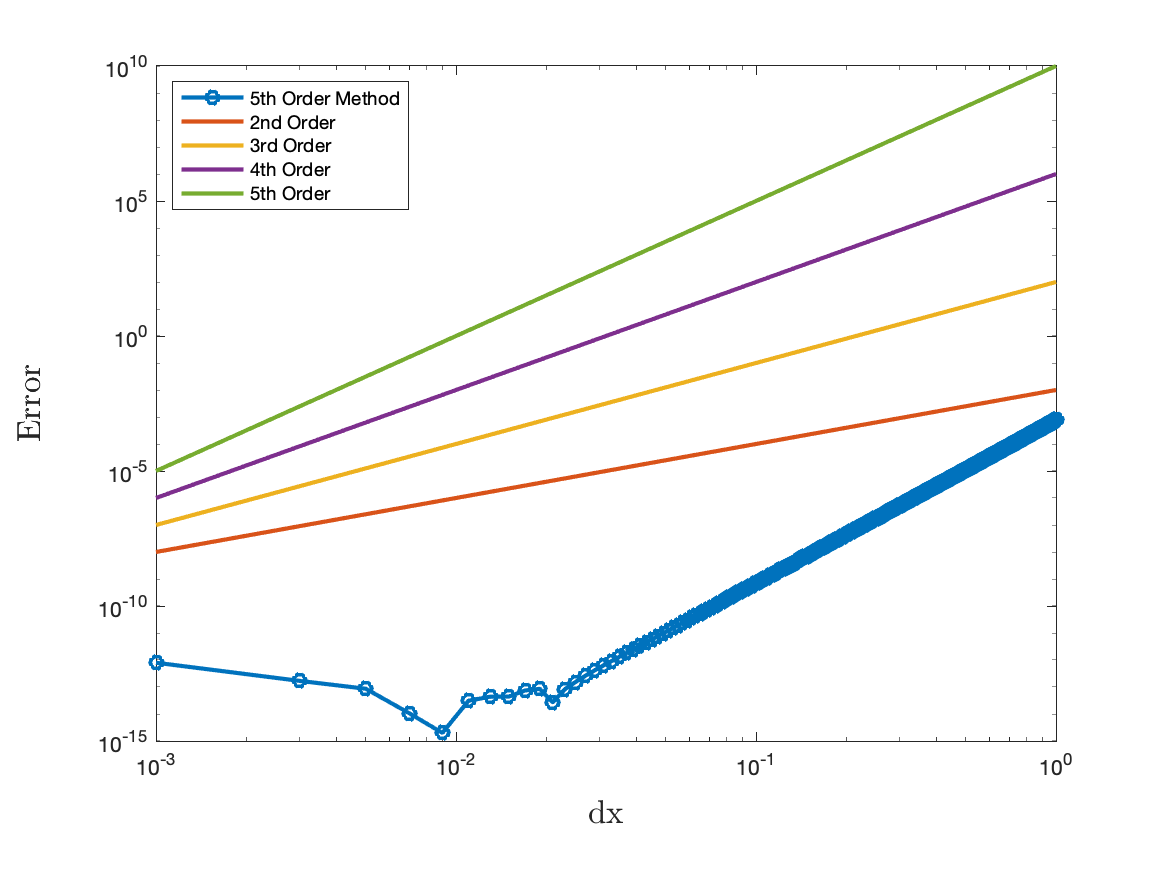 10^10
5th Order Method
2nd Order
3rd Order
4th Order
5th Order
10^5
10^0
Error
10^-5
10^-10
10^-15
10^-3 10^-2 10^-1 10^0
dx